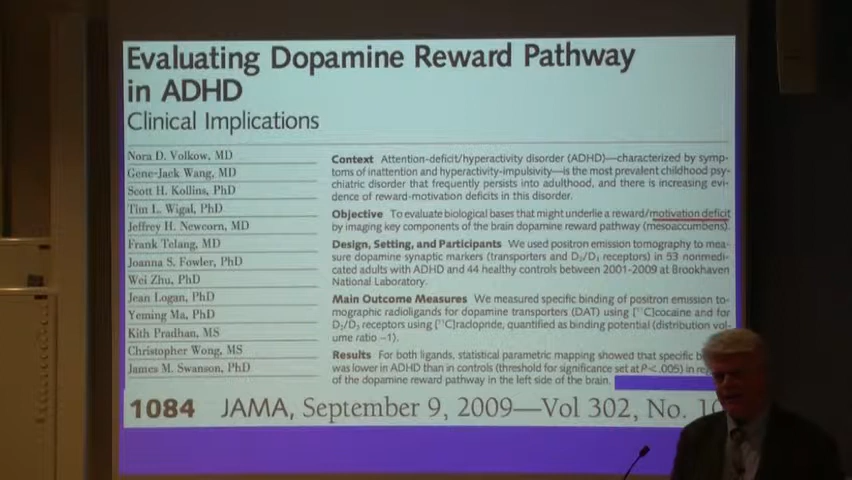 Evaluating Dopamine Reward Pathway
in ADHD
Clinical Implications
Nora D. Volkow, MD
Gene-Jack Wang, MD
Scott H. Kollins, PhD
Tim L. Wigal, PhD
Jeffrey H. Newcorn, MD
Frank Telang, MD
Joanna S. Fowler, PhD
Wei Zhu, PhD
Jean Logan, PhD
Yeming Ma, PhD
Kith Pradhan, MS
Christopher Wong, MS
James M. Swanson, PhD
Context Attention-deficit/hyperactivity disorder (ADHD)—characterized by symp-
toms of inattention and hyperactivity-impulsivity—is the most prevalent childhood psy-
chiatric disorder that frequently persists into adulthood, and there is increasing evi-
dence of reward-motivation deficits in this disorder.
Objective To evaluate biological bases that might underlie a reward/motivation deficit
by imaging key components of the brain dopamine reward pathway (mesoaccumbens).
Design, Setting, and Participants We used positron emission tomography to mea-
sure dopamine synaptic markers (transporters and D₂/D₃ receptors) in 53 nonmedi-
cated adults with ADHD and 44 healthy controls between 2001-2009 at Brookhaven
National Laboratory.
Main Outcome Measures We measured specific binding of positron emission to-
mographic radioligands for dopamine transporters (DAT) using [¹¹C]cocaine and for
D₂/D₃ receptors using [¹¹C]raclopride, quantified as binding potential (distribution vol-
ume ratio −1).
Results For both ligands, statistical parametric mapping showed that specific
was lower in ADHD than in controls (threshold for significance set at P<.005) in
of the dopamine reward pathway in the left side of the brain.
1084 JAMA, September 9, 2009—Vol 302, No.